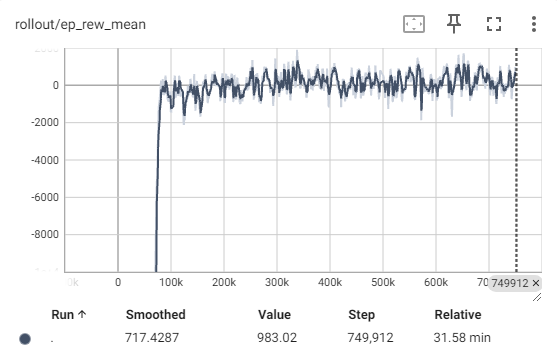 rollout/ep_rew_mean
0
-2000
-4000
-6000
-8000
0 100k 200k 300k 400k 500k 600k 70 749912 ✕
Run ↑ Smoothed Value Step Relative
. 717.4287 983.02 749,912 31.58 min